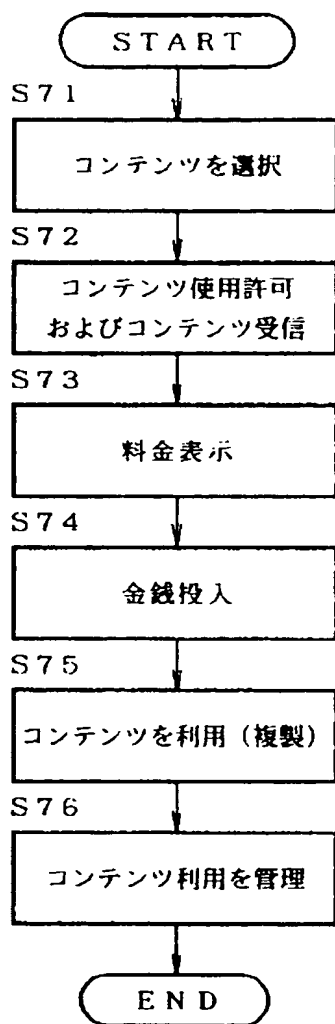 START
S71
コンテンツを選択
S72
コンテンツ使用許可
およびコンテンツ受信
S73
料金表示
S74
金銭投入
S75
コンテンツを利用（複製）
S76
コンテンツ利用を管理
END